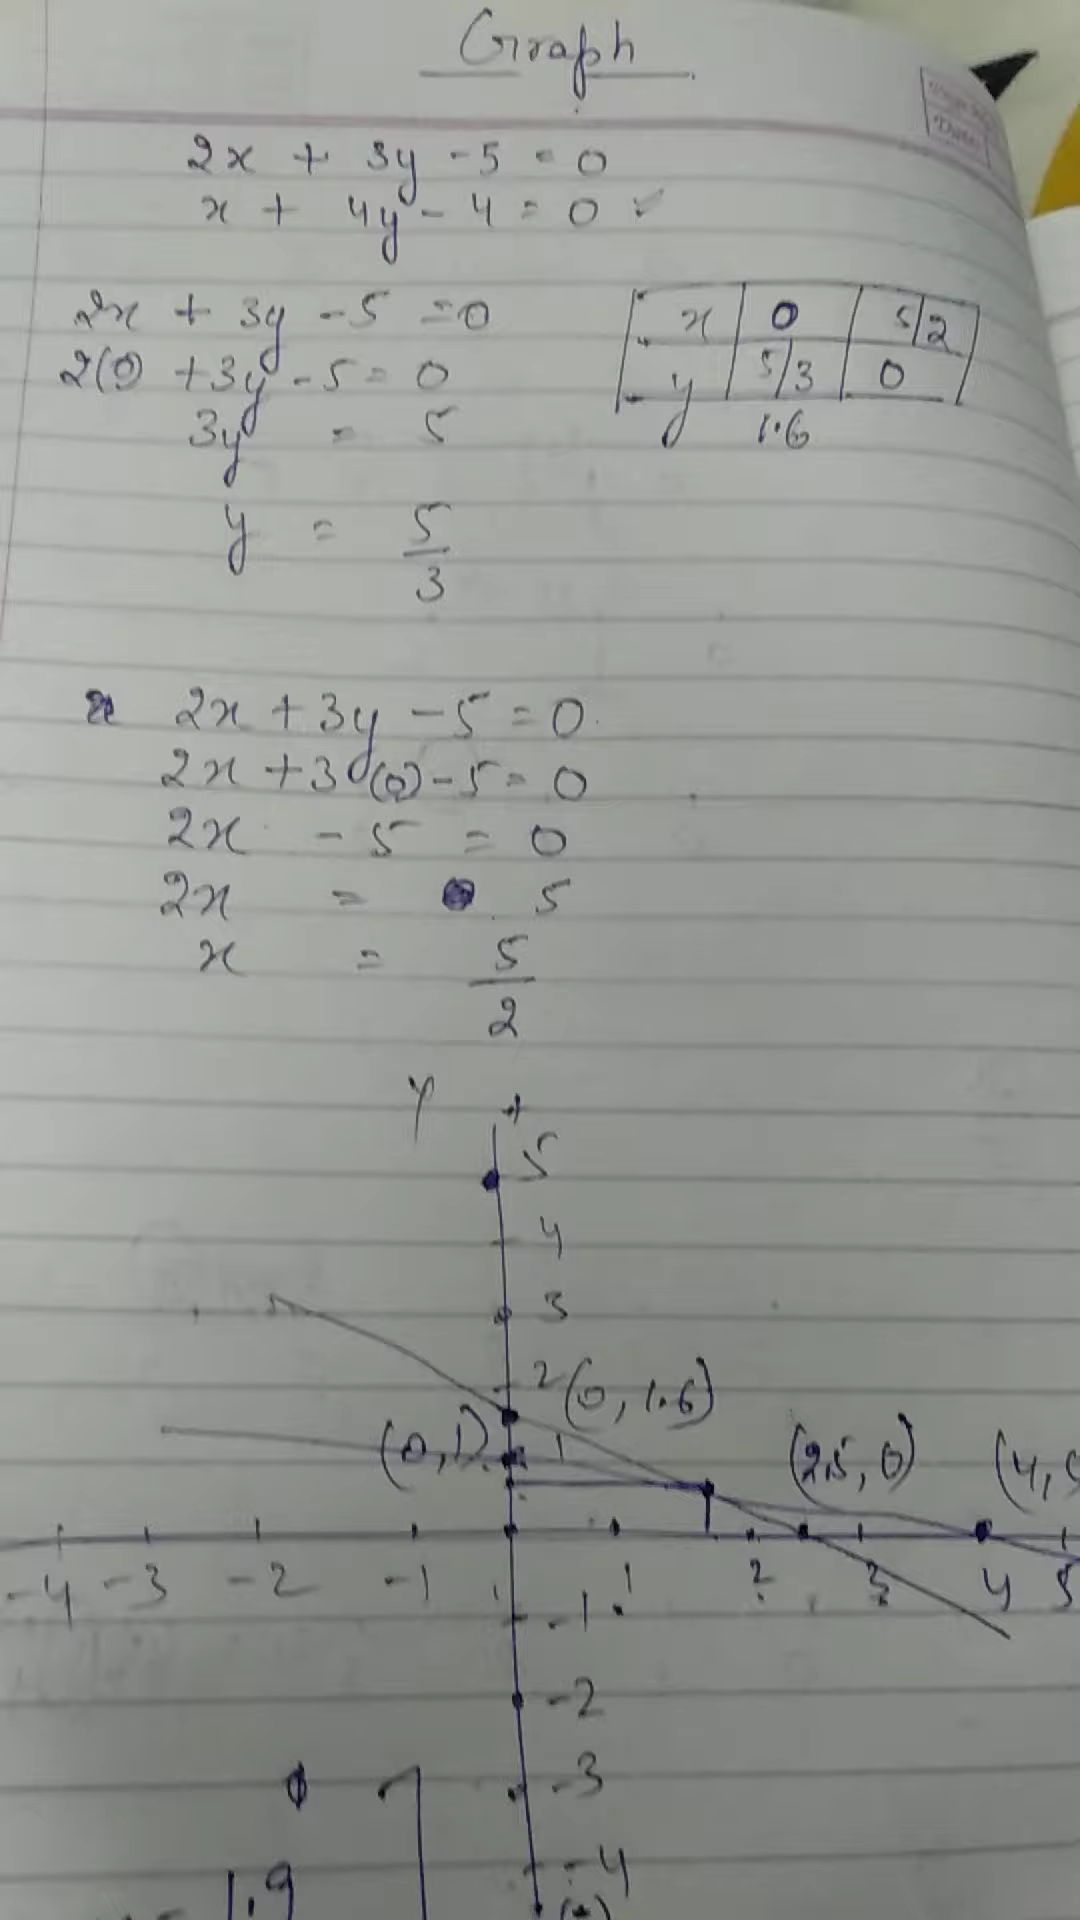 Graph
2x + 3y - 5 = 0
x + 4y - 4 = 0
2x + 3y - 5 = 0
2(0) + 3y - 5 = 0
3y = 5
y = 5/3
x 0 5/2
y 5/3 0
1.6
x 2x + 3y - 5 = 0
2x + 3(0) - 5 = 0
2x - 5 = 0
2x = 5
x = 5/2
Y
5
4
3
2 (0, 1.6)
(0, 1) 1 (2.5, 0) (4,
-4 -3 -2 -1 1 2 3 4 5
-1
-2
-3
-4
1.9